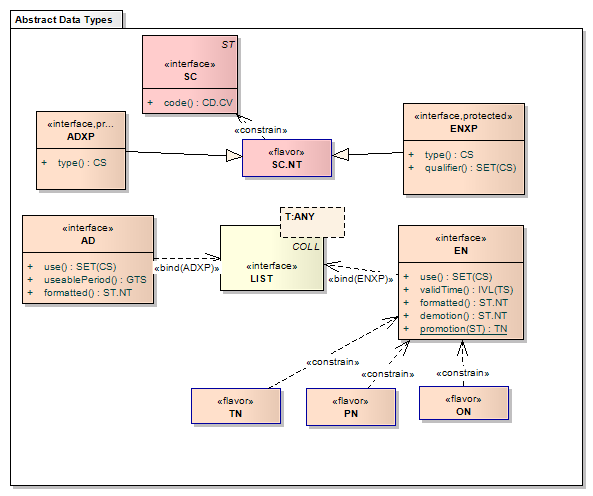 Abstract Data Types
ST
«interface»
SC
+ code() : CD.CV
«interface,pr...
ADXP
+ type() : CS
«constrain»
«flavor»
SC.NT
«interface,protected»
ENXP
+ type() : CS
+ qualifier() : SET(CS)
«interface»
AD
+ use() : SET(CS)
+ useablePeriod() : GTS
+ formatted() : ST.NT
«bind(ADXP)»
T:ANY
COLL
«interface»
LIST
«bind(ENXP)»
«interface»
EN
+ use() : SET(CS)
+ validTime() : IVL(TS)
+ formatted() : ST.NT
+ demotion() : ST.NT
+ promotion(ST) : TN
«constrain»
«constrain»
«constrain»
«flavor»
TN
«flavor»
PN
«flavor»
ON